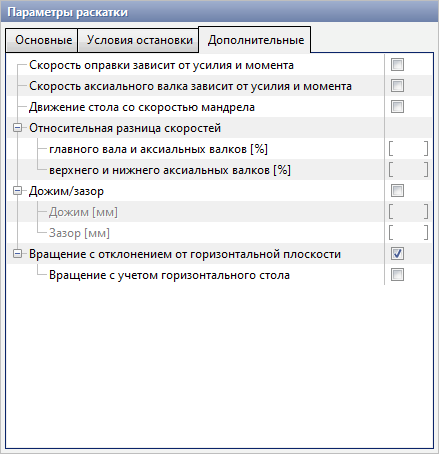 Параметры раскатки
Основные Условия остановки Дополнительные
Скорость оправки зависит от усилия и момента
Скорость аксиального валка зависит от усилия и момента
Движение стола со скоростью мандрела
Относительная разница скоростей
главного вала и аксиальных валков [%] [ ]
верхнего и нижнего аксиальных валков [%] [ ]
Дожим/зазор
Дожим [мм] [ ]
Зазор [мм] [ ]
Вращение с отклонением от горизонтальной плоскости
Вращение с учетом горизонтального стола